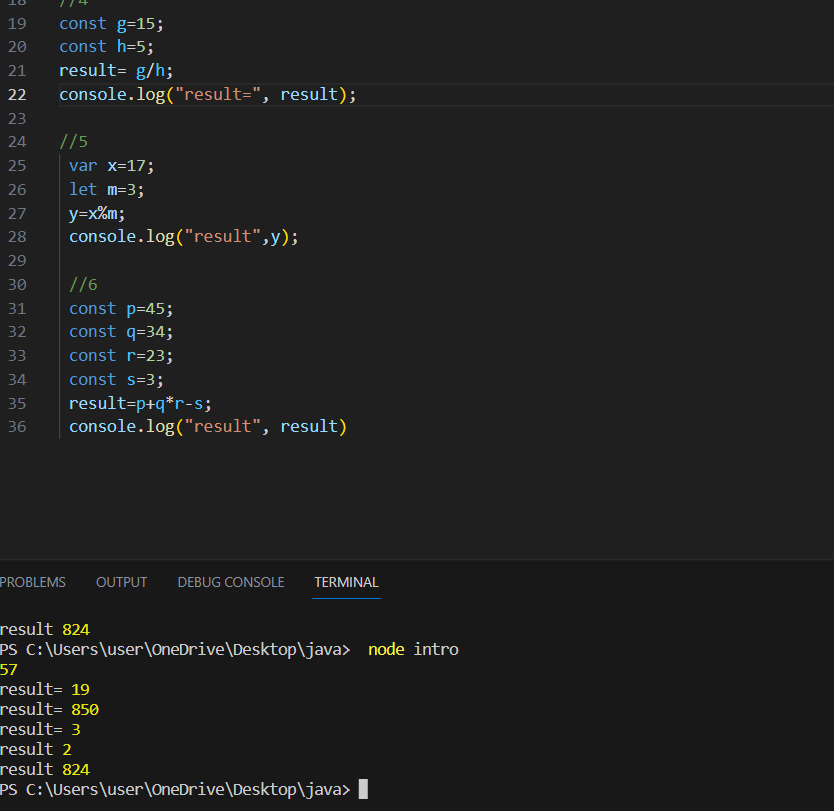 18 //4
19 const g=15;
20 const h=5;
21 result= g/h;
22 console.log("result=", result);
23
24 //5
25 var x=17;
26 let m=3;
27 y=x%m;
28 console.log("result",y);
29
30 //6
31 const p=45;
32 const q=34;
33 const r=23;
34 const s=3;
35 result=p+q*r-s;
36 console.log("result", result)
PROBLEMS OUTPUT DEBUG CONSOLE TERMINAL
result 824
PS C:\Users\user\OneDrive\Desktop\java> node intro
57
result= 19
result= 850
result= 3
result 2
result 824
PS C:\Users\user\OneDrive\Desktop\java>